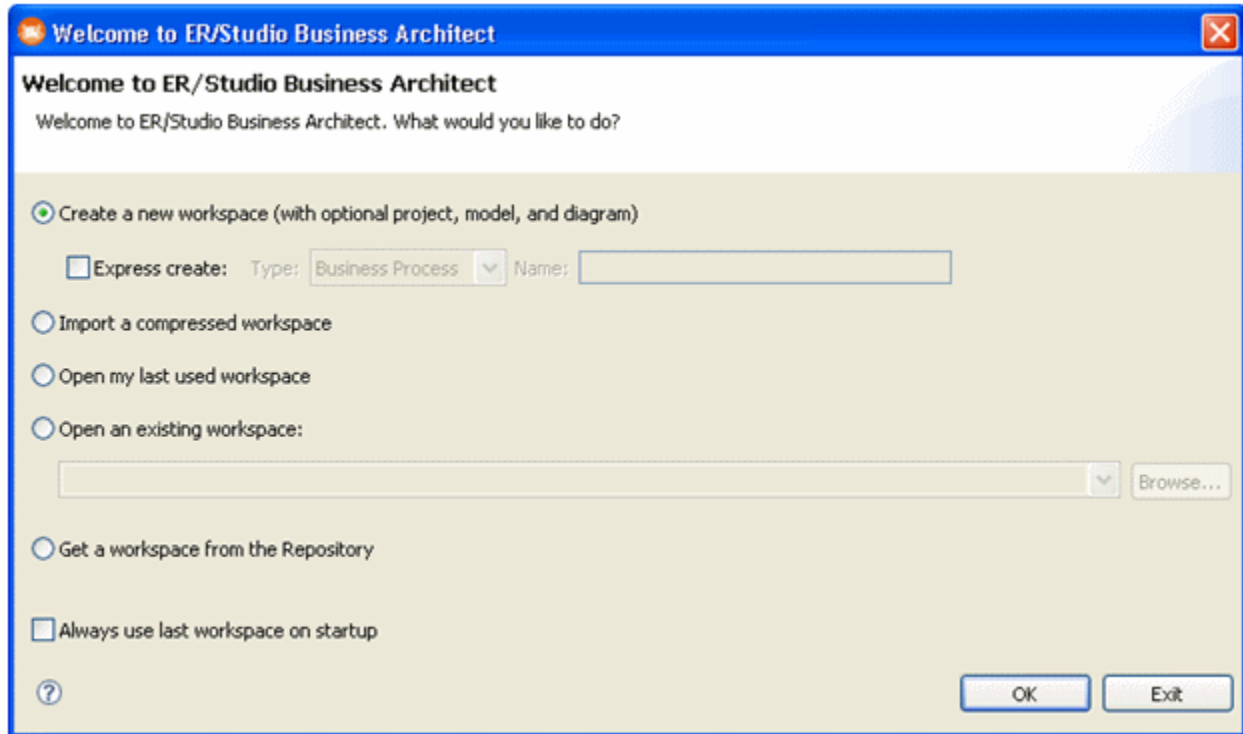 Welcome to ER/Studio Business Architect
Welcome to ER/Studio Business Architect
Welcome to ER/Studio Business Architect. What would you like to do?
Create a new workspace (with optional project, model, and diagram)
Express create: Type: Business Process Name:
Import a compressed workspace
Open my last used workspace
Open an existing workspace:
Browse...
Get a workspace from the Repository
Always use last workspace on startup
? OK Exit